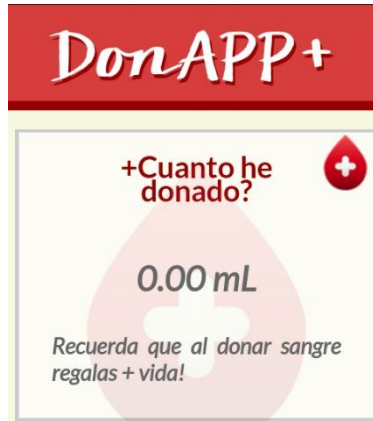 DonAPP+
+Cuanto he
donado?
0.00 mL
Recuerda que al donar sangre
regalas + vida!